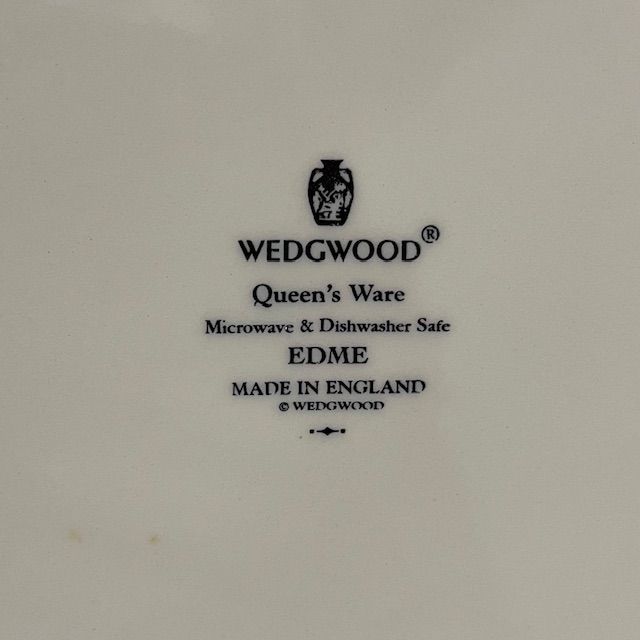 WEDGWOOD®
Queen's Ware
Microwave & Dishwasher Safe
EDME
MADE IN ENGLAND
© WEDGWOOD